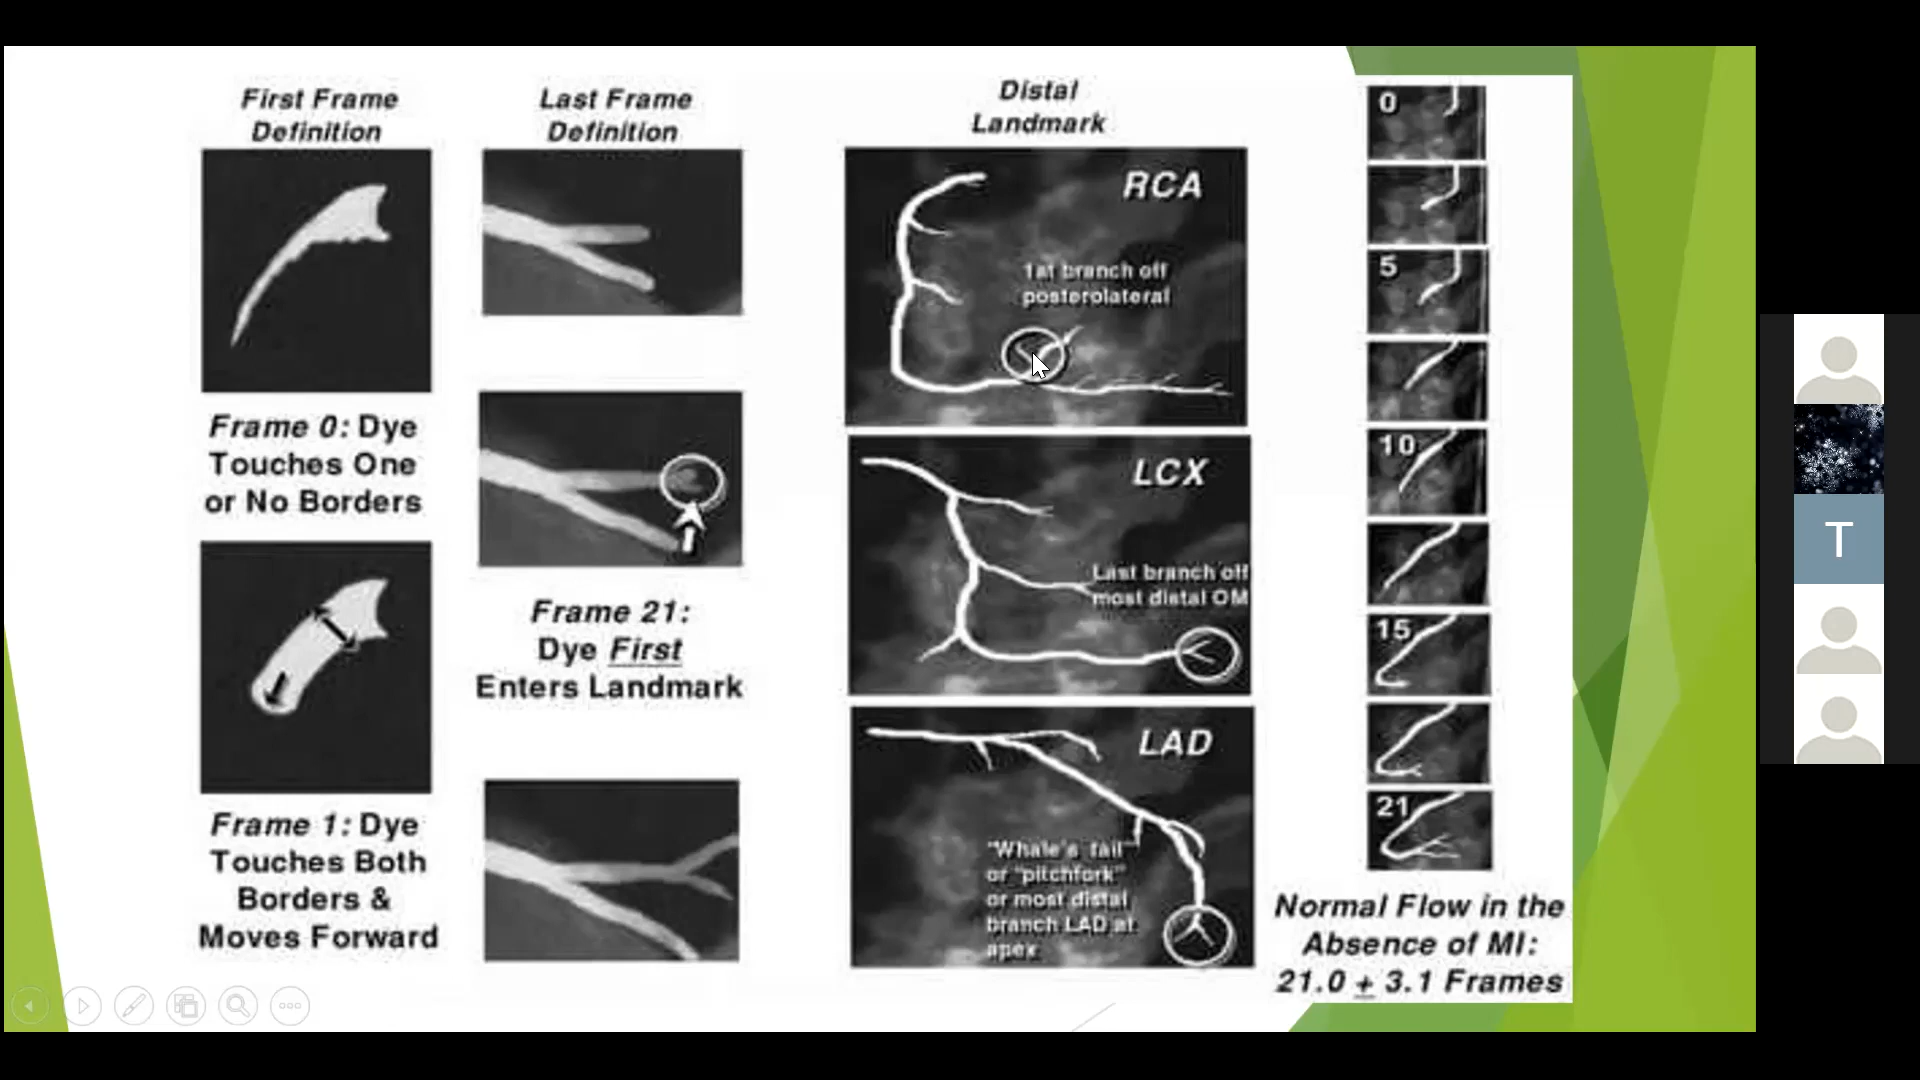 First Frame
Definition
Frame 0: Dye
Touches One
or No Borders
Frame 1: Dye
Touches Both
Borders &
Moves Forward
Last Frame
Definition
Frame 21:
Dye First
Enters Landmark
Distal
Landmark
RCA
1st branch off
posterolateral
LCX
Last branch off
most distal OM
LAD
"Whale's tail"
or "pitchfork"
or most distal
branch LAD at
apex
0
5
10
15
21
Normal Flow in the
Absence of MI:
21.0 ± 3.1 Frames
T